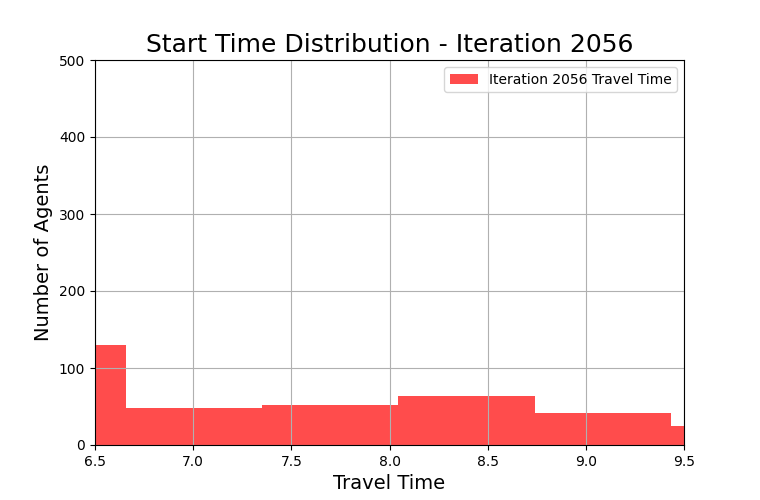 Start Time Distribution - Iteration 2056
Iteration 2056 Travel Time
Number of Agents
500
400
300
200
100
0
6.5 7.0 7.5 8.0 8.5 9.0 9.5
Travel Time